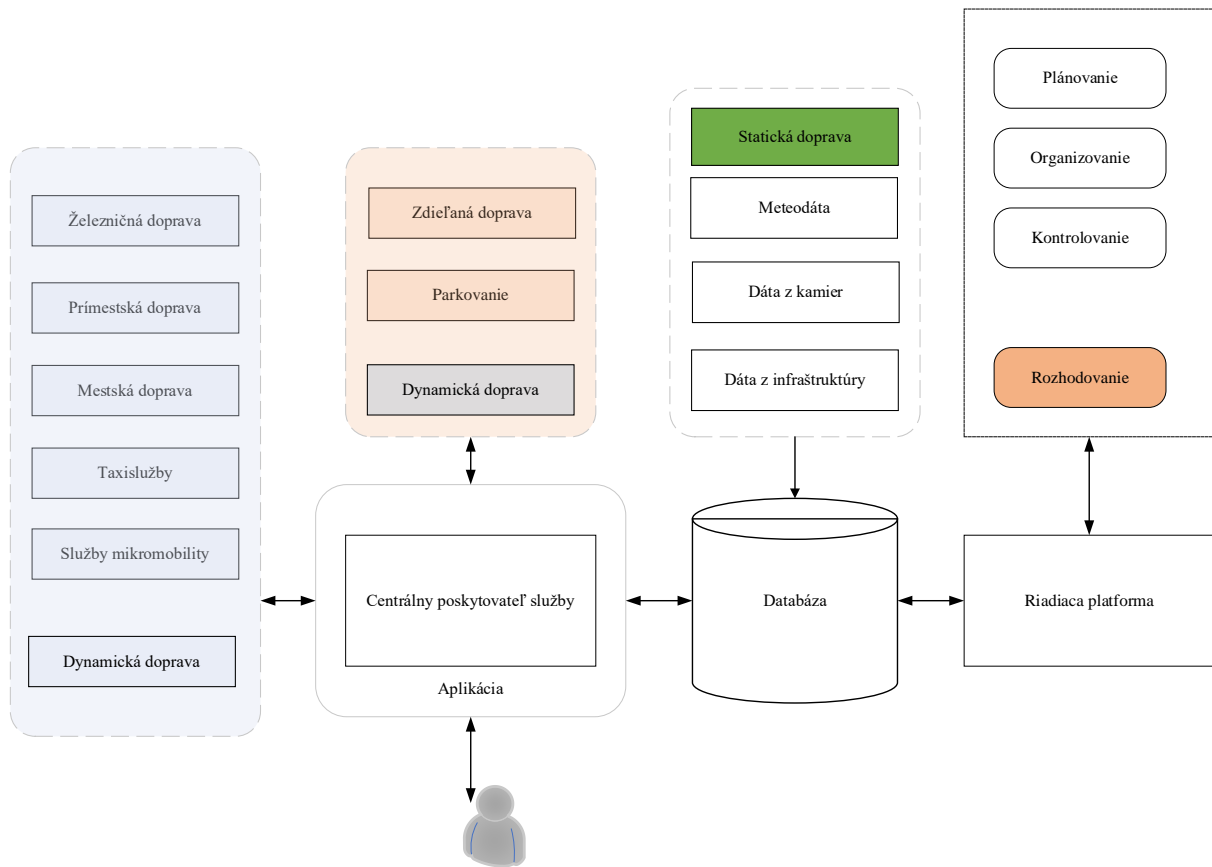 Železničná doprava
Prímestská doprava
Mestská doprava
Taxislužby
Služby mikromobility
Dynamická doprava
Zdieľaná doprava
Parkovanie
Dynamická doprava
Centrálny poskytovateľ služby
Aplikácia
Statická doprava
Meteodáta
Dáta z kamier
Dáta z infraštruktúry
Databáza
Plánovanie
Organizovanie
Kontrolovanie
Rozhodovanie
Riadiaca platforma